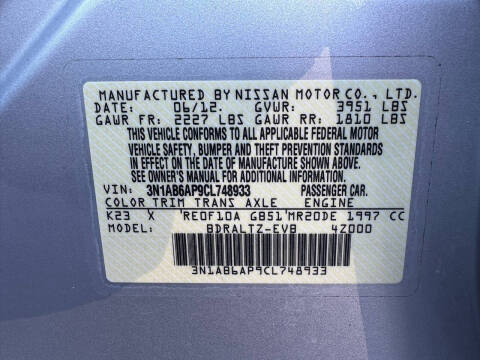 MANUFACTURED BY NISSAN MOTOR CO., LTD.
DATE: 06/12. GVWR: 3951 LBS
GAWR FR: 2227 LBS GAWR RR: 1810 LBS
THIS VEHICLE CONFORMS TO ALL APPLICABLE FEDERAL MOTOR
VEHICLE SAFETY, BUMPER AND THEFT PREVENTION STANDARDS
IN EFFECT ON THE DATE OF MANUFACTURE SHOWN ABOVE.
SEE OWNER'S MANUAL FOR ADDITIONAL INFORMATION.
VIN: 3N1AB6AP9CL748933 PASSENGER CAR.
COLOR TRIM TRANS AXLE ENGINE
K23 X RE0F10A GB51 MR20DE 1997 CC
MODEL: BDRALTZ-EVB 4Z000
3N1AB6AP9CL748933